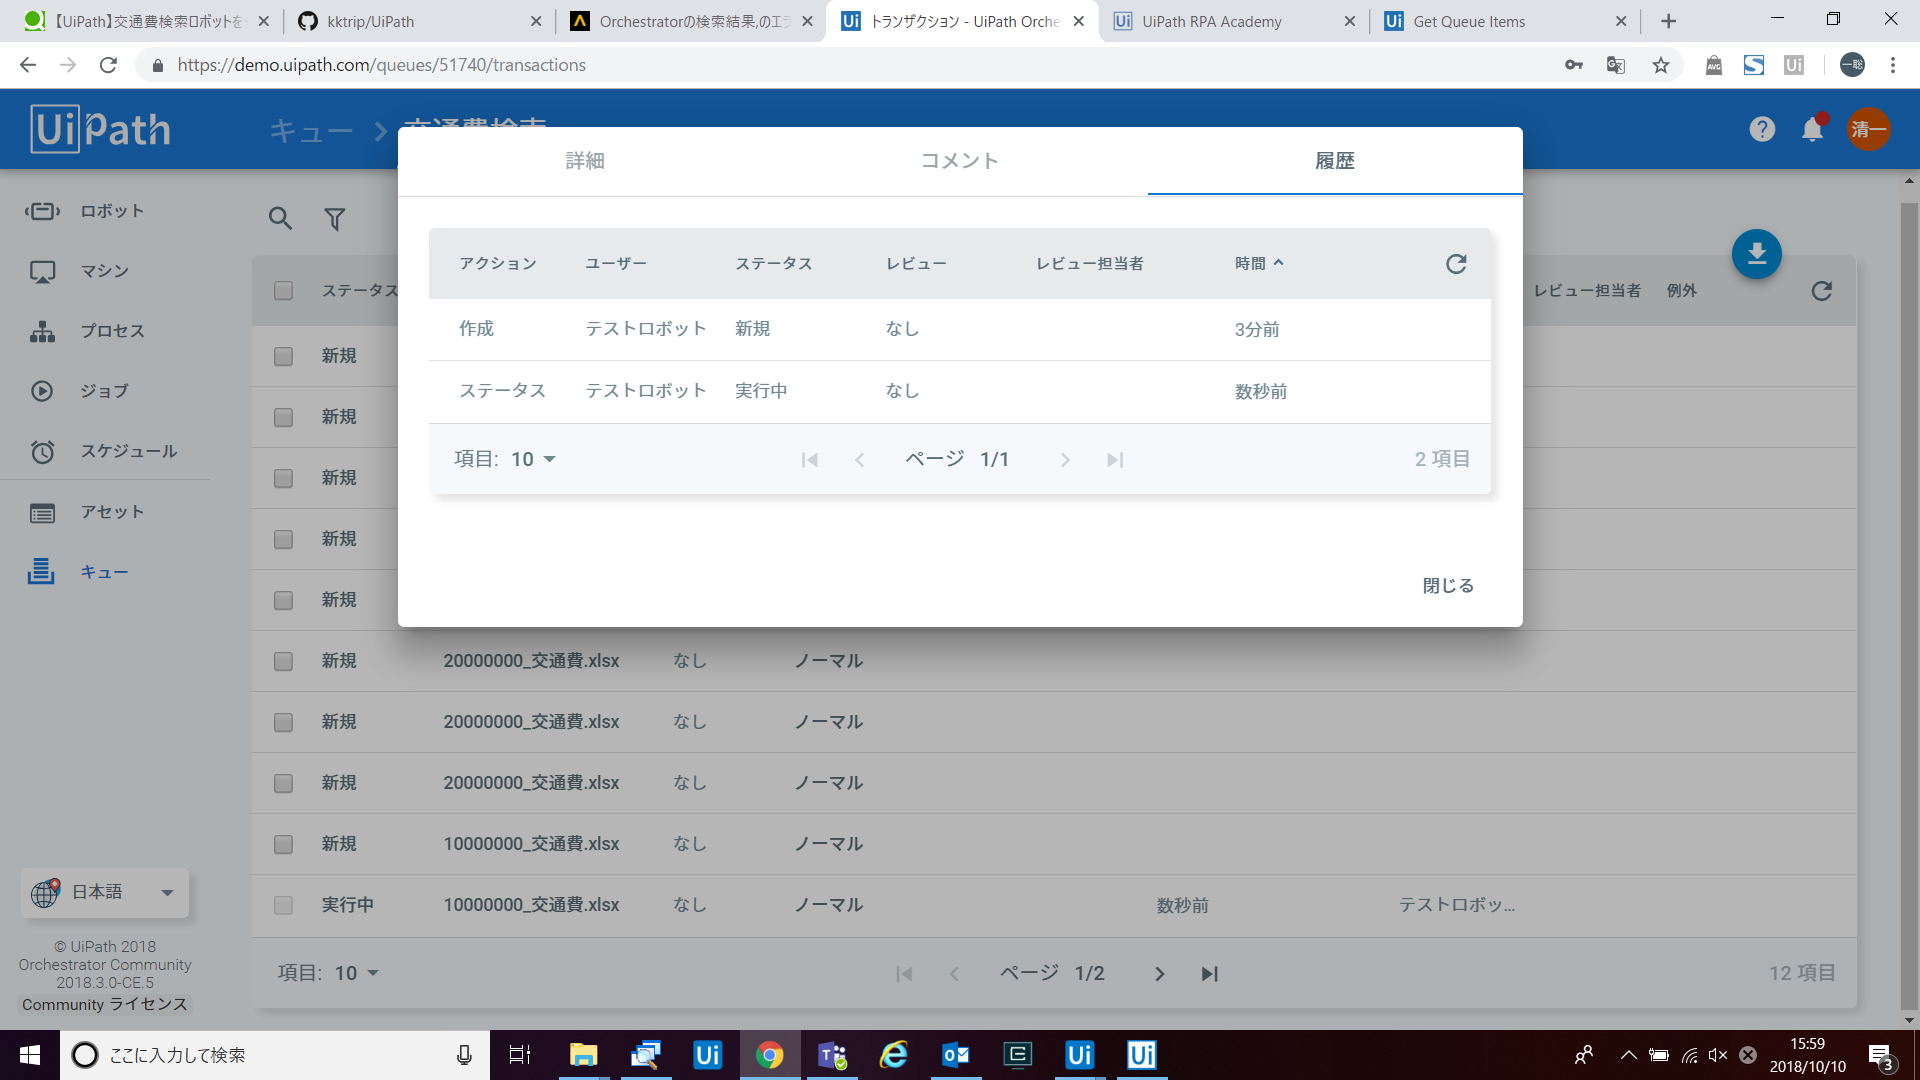 【UiPath】交通費検索ロボットを
kktrip/UiPath
Orchestratorの検索結果,のエラ
トランザクション - UiPath Orche
UiPath RPA Academy
Get Queue Items
https://demo.uipath.com/queues/51740/transactions
UiPath
キュー > 交通費検索
清一
詳細
コメント
履歴
アクション ユーザー ステータス レビュー レビュー担当者 時間
作成 テストロボット 新規 なし 3分前
ステータス テストロボット 実行中 なし 数秒前
項目: 10 ページ 1/1 2 項目
閉じる
ロボット
マシン
プロセス
ジョブ
スケジュール
アセット
キュー
ステータス レビュー担当者 例外
新規
新規
新規
新規
新規
新規 20000000_交通費.xlsx なし ノーマル
新規 20000000_交通費.xlsx なし ノーマル
新規 20000000_交通費.xlsx なし ノーマル
新規 10000000_交通費.xlsx なし ノーマル
実行中 10000000_交通費.xlsx なし ノーマル 数秒前 テストロボッ...
項目: 10 ページ 1/2 12 項目
日本語
© UiPath 2018
Orchestrator Community
2018.3.0-CE.5
Community ライセンス
ここに入力して検索
15:59
2018/10/10
3